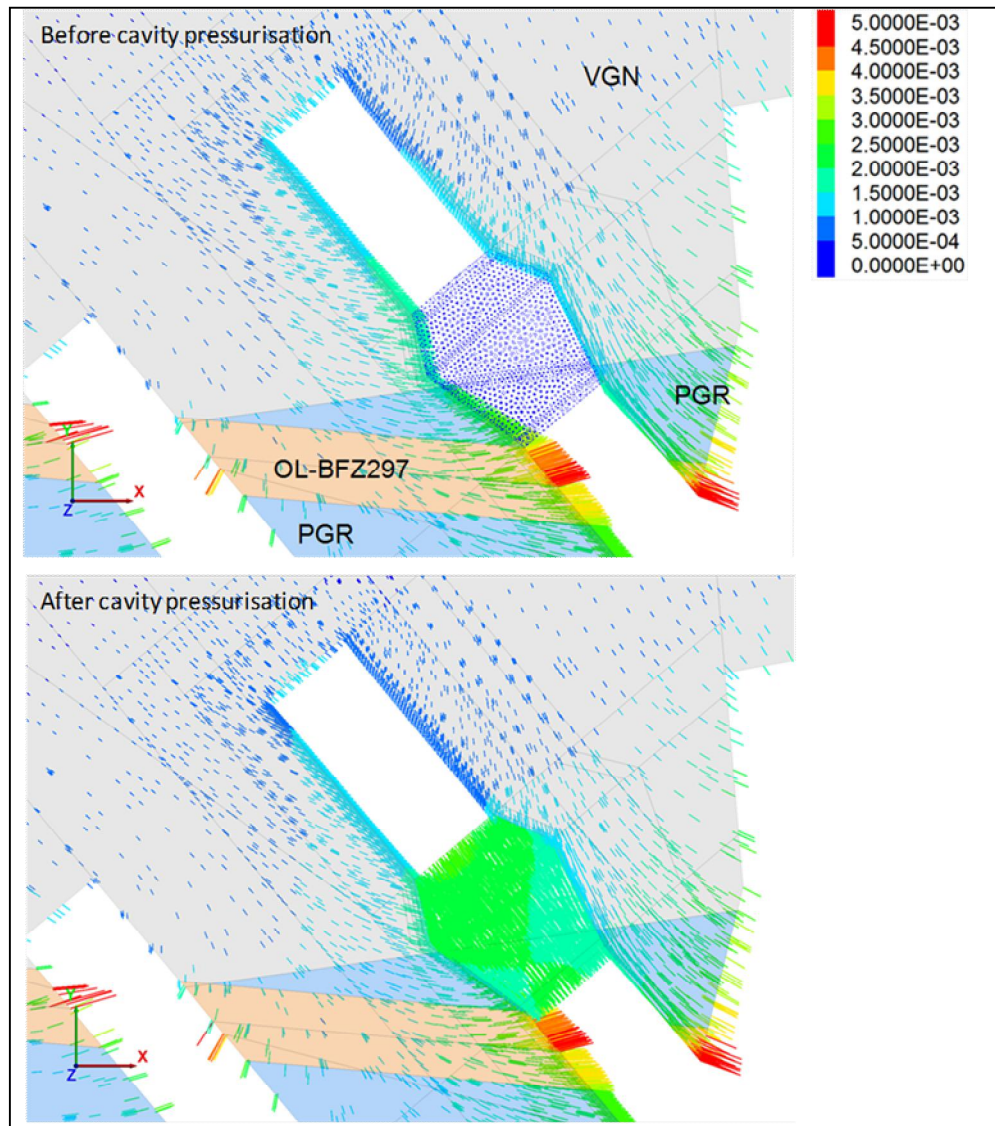 Before cavity pressurisation
VGN
PGR
OL-BFZ297
PGR
Y
X
Z
5.0000E-03
4.5000E-03
4.0000E-03
3.5000E-03
3.0000E-03
2.5000E-03
2.0000E-03
1.5000E-03
1.0000E-03
5.0000E-04
0.0000E+00
After cavity pressurisation
Y
X
Z